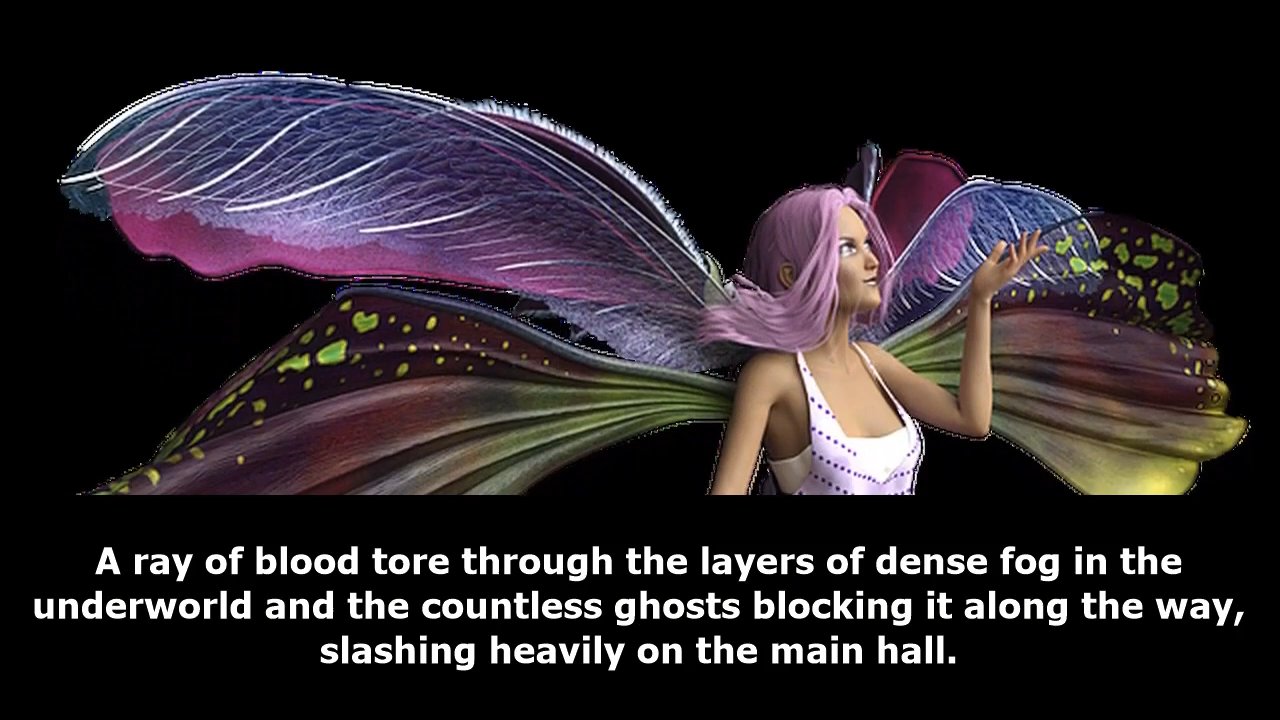 A ray of blood tore through the layers of dense fog in the
underworld and the countless ghosts blocking it along the way,
slashing heavily on the main hall.